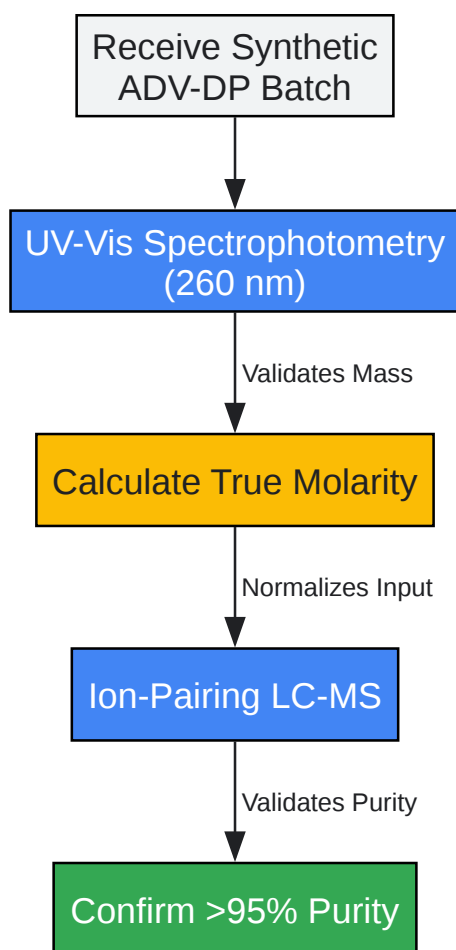 Receive Synthetic
ADV-DP Batch
UV-Vis Spectrophotometry
(260 nm)
Validates Mass
Calculate True Molarity
Normalizes Input
Ion-Pairing LC-MS
Validates Purity
Confirm >95% Purity